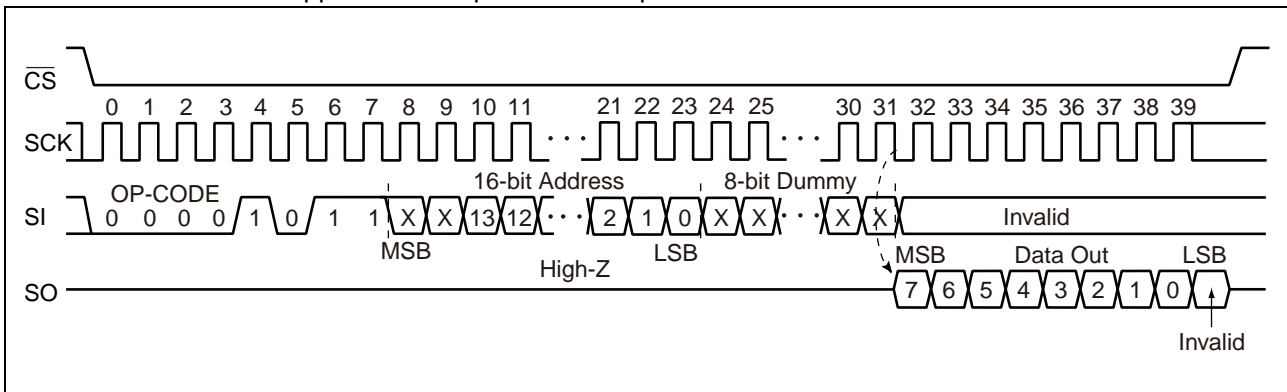 CS
0 1 2 3 4 5 6 7 8 9 10 11 21 22 23 24 25 30 31 32 33 34 35 36 37 38 39
SCK
OP-CODE 16-bit Address 8-bit Dummy
SI 0 0 0 0 1 0 1 1 X X 13 12 2 1 0 X X X X Invalid
MSB LSB MSB Data Out LSB
High-Z
SO 7 6 5 4 3 2 1 0
Invalid